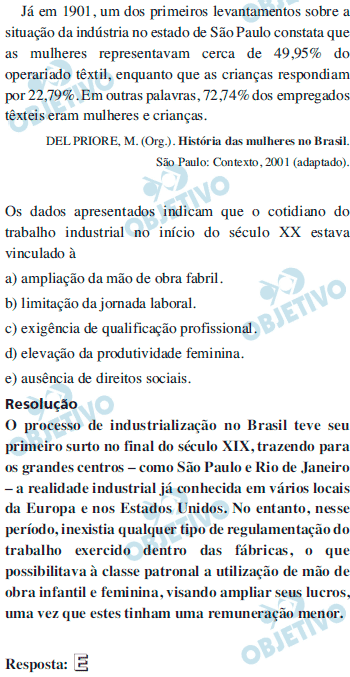 Já em 1901, um dos primeiros levantamentos sobre a
situação da indústria no estado de São Paulo constata que
as mulheres representavam cerca de 49,95% do
operariado têxtil, enquanto que as crianças respondiam
por 22,79%. Em outras palavras, 72,74% dos empregados
têxteis eram mulheres e crianças.
DEL PRIORE, M. (Org.). História das mulheres no Brasil.
São Paulo: Contexto, 2001 (adaptado).
Os dados apresentados indicam que o cotidiano do
trabalho industrial no início do século XX estava
vinculado à
a) ampliação da mão de obra fabril.
b) limitação da jornada laboral.
c) exigência de qualificação profissional.
d) elevação da produtividade feminina.
e) ausência de direitos sociais.
Resolução
O processo de industrialização no Brasil teve seu
primeiro surto no final do século XIX, trazendo para
os grandes centros – como São Paulo e Rio de Janeiro
– a realidade industrial já conhecida em vários locais
da Europa e nos Estados Unidos. No entanto, nesse
período, inexistia qualquer tipo de regulamentação do
trabalho exercido dentro das fábricas, o que
possibilitava à classe patronal a utilização de mão de
obra infantil e feminina, visando ampliar seus lucros,
uma vez que estes tinham uma remuneração menor.
Resposta: E
OBJETIVO
OBJETIVO
OBJETIVO
OBJETIVO
OBJETIVO
OBJETIVO
OBJETIVO
OBJETIVO